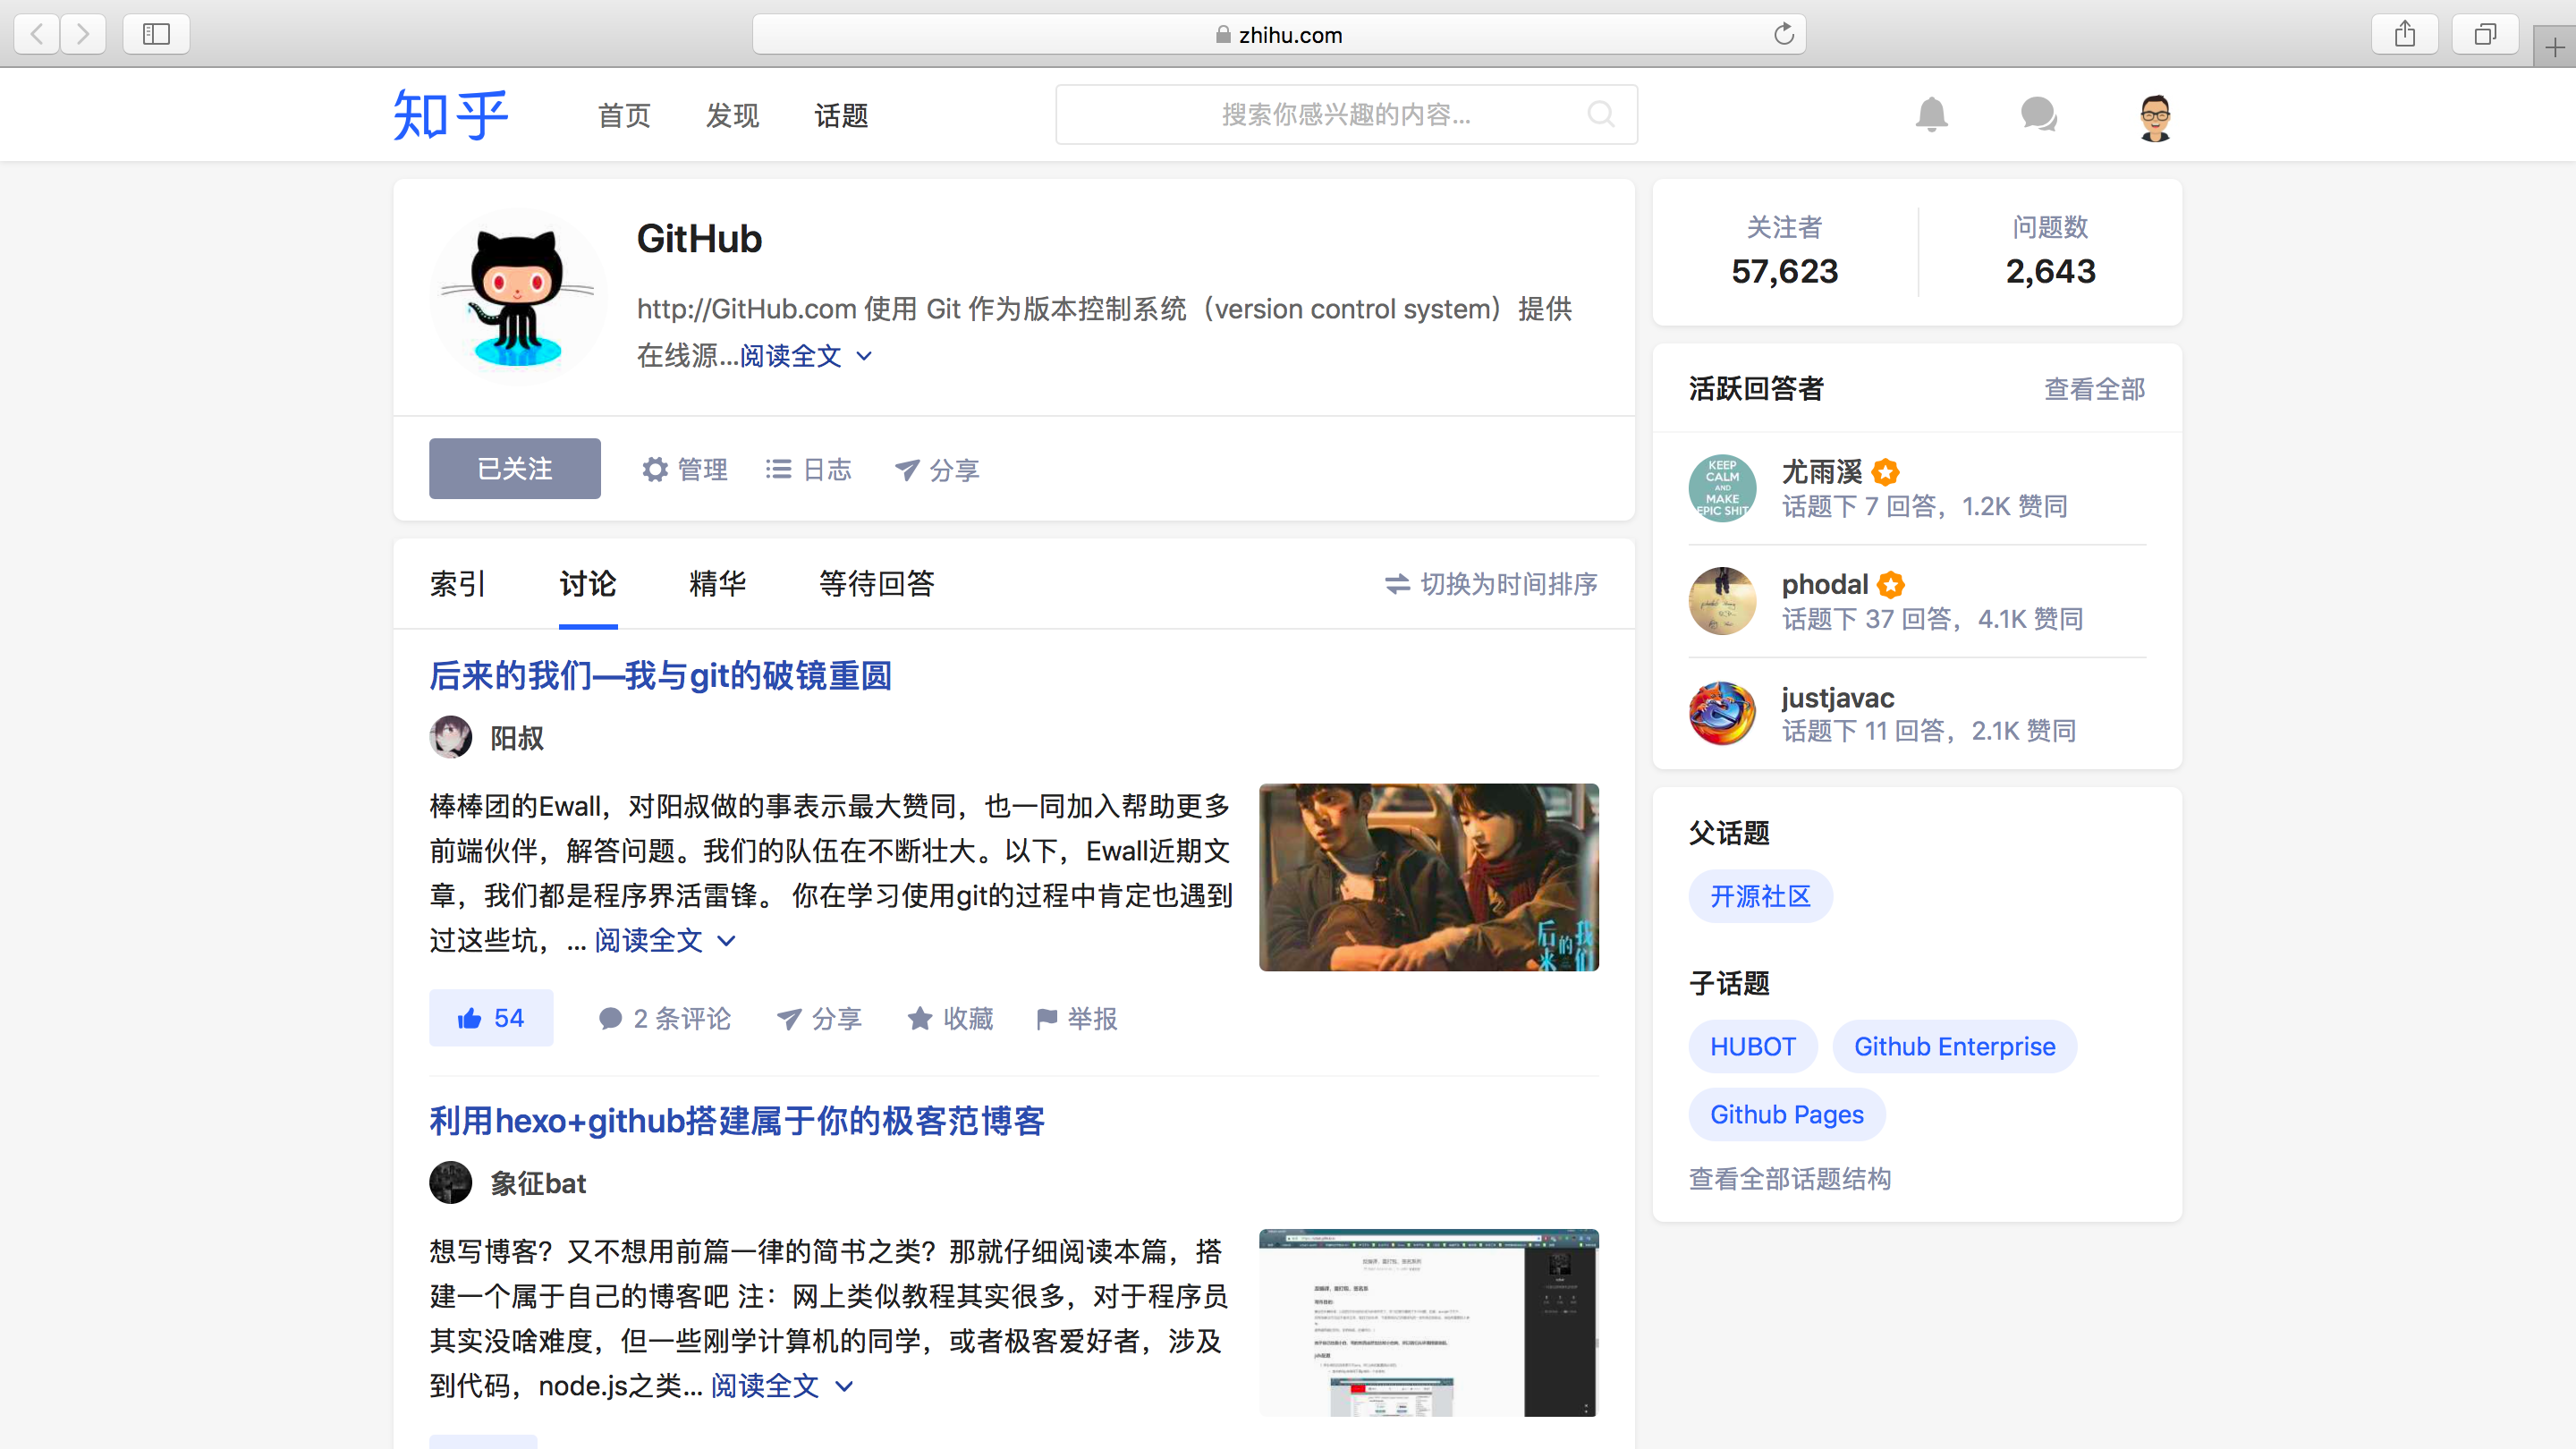 zhihu.com
知乎
首页
发现
话题
搜索你感兴趣的内容...
GitHub
http://GitHub.com 使用 Git 作为版本控制系统（version control system）提供
在线源...阅读全文
已关注
管理
日志
分享
索引
讨论
精华
等待回答
切换为时间排序
后来的我们—我与git的破镜重圆
阳叔
棒棒团的Ewall，对阳叔做的事表示最大赞同，也一同加入帮助更多
前端伙伴，解答问题。我们的队伍在不断壮大。以下，Ewall近期文
章，我们都是程序界活雷锋。 你在学习使用git的过程中肯定也遇到
过这些坑，... 阅读全文
后来的我们
54
2 条评论
分享
收藏
举报
利用hexo+github搭建属于你的极客范博客
象征bat
想写博客？又不想用前篇一律的简书之类？那就仔细阅读本篇，搭
建一个属于自己的博客吧 注：网上类似教程其实很多，对于程序员
其实没啥难度，但一些刚学计算机的同学，或者极客爱好者，涉及
到代码，node.js之类... 阅读全文
关注者
57,623
问题数
2,643
活跃回答者
查看全部
KEEP
CALM
AND
MAKE
EPIC SHIT
尤雨溪
话题下 7 回答，1.2K 赞同
phodal
话题下 37 回答，4.1K 赞同
justjavac
话题下 11 回答，2.1K 赞同
父话题
开源社区
子话题
HUBOT
Github Enterprise
Github Pages
查看全部话题结构